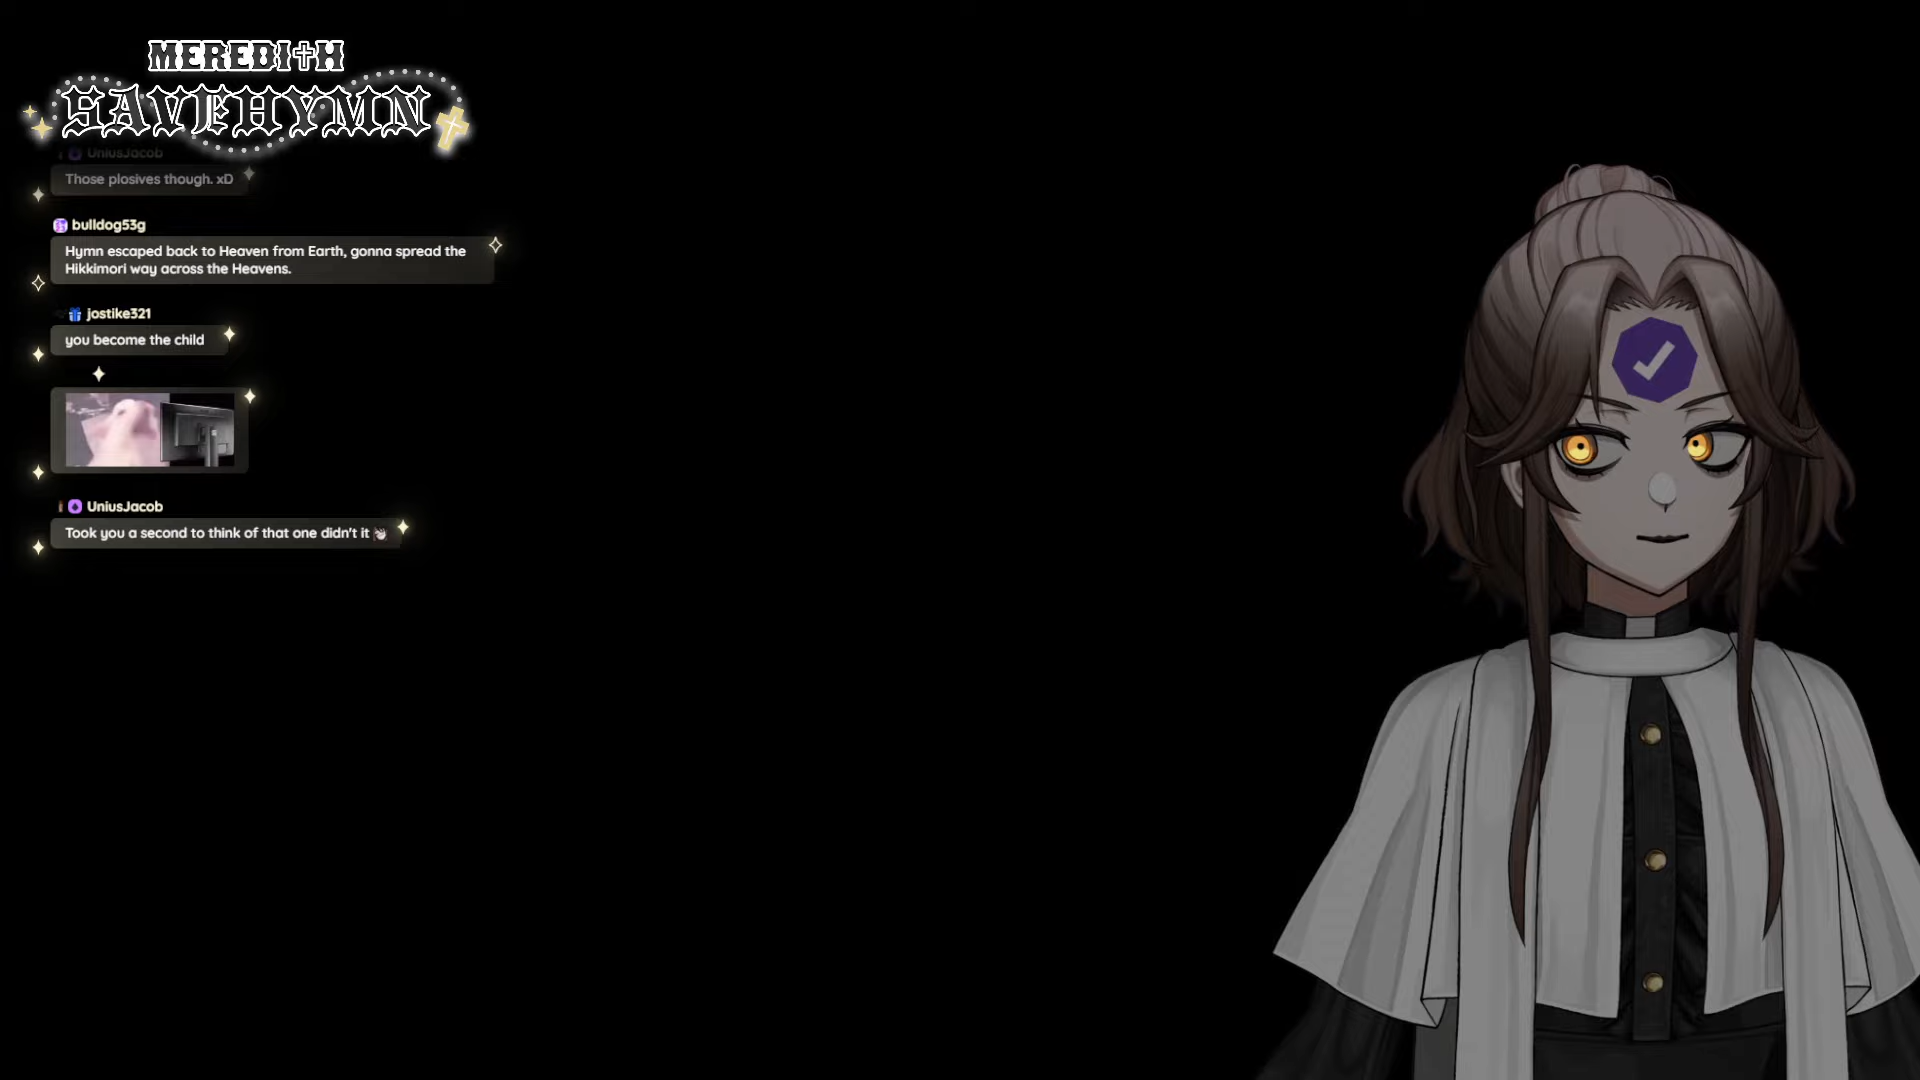 MEREDI✝H
SAVEHYMN
UniusJacob
Those plosives though. xD
bulldog53g
Hymn escaped back to Heaven from Earth, gonna spread the
Hikkimori way across the Heavens.
jostike321
you become the child
UniusJacob
Took you a second to think of that one didn't it